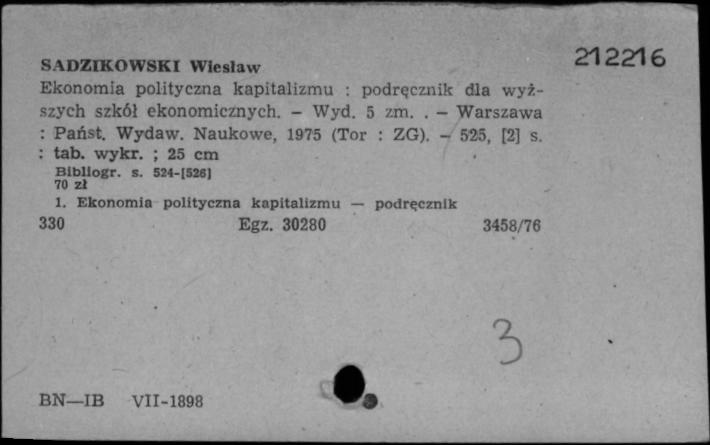 212216
SADZIKOWSKI Wiesław
Ekonomia polityczna kapitalizmu : podręcznik dla wyż-
szych szkół ekonomicznych. – Wyd. 5 zm. . – Warszawa
: Państ. Wydaw. Naukowe, 1975 (Tor : ZG). – 525, [2] s.
: tab. wykr. ; 25 cm
Bibliogr. s. 524-[526]
70 zł
1. Ekonomia polityczna kapitalizmu — podręcznik
330 Egz. 30280 3458/76
3
BN—IB VII-1898